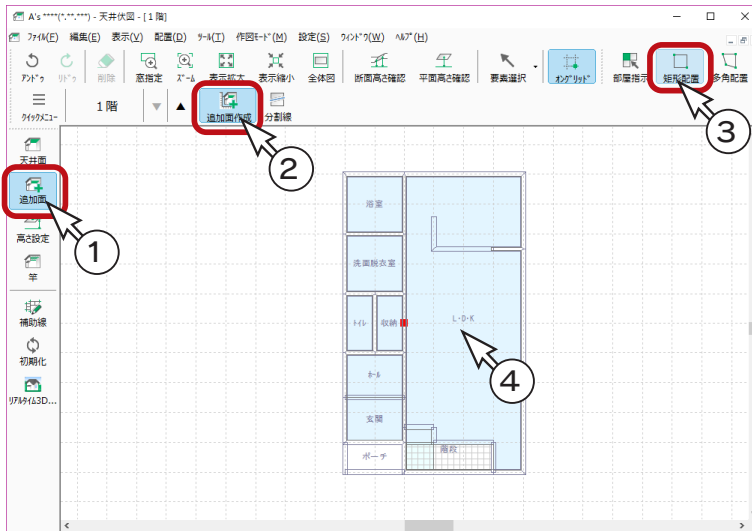 A's ****(*.**.***) - 天井伏図 - [1 階]
ﾌｧｲﾙ(F) 編集(E) 表示(V) 配置(D) ﾂｰﾙ(T) 作図ﾓｰﾄﾞ(M) 設定(S) ｳｨﾝﾄﾞｳ(W) ﾍﾙﾌﾟ(H)
ｱﾝﾄﾞｩ ﾘﾄﾞｩ 削除 窓指定 ｽﾞｰﾑ 表示拡大 表示縮小 全体図 断面高さ確認 平面高さ確認 要素選択 ｵﾝｸﾞﾘｯﾄﾞ 部屋指示 矩形配置 多角配置
ｸｲｯｸﾒﾆｭｰ 1 階 追加面作成 分割線
3
2
天井面
追加面
1
高さ設定
竿
補助線
初期化
ﾘｱﾙﾀｲﾑ3D...
浴室
洗面脱衣室
ﾄｲﾚ 収納 L・D・K
4
ﾎｰﾙ
玄関
ポーチ 階段